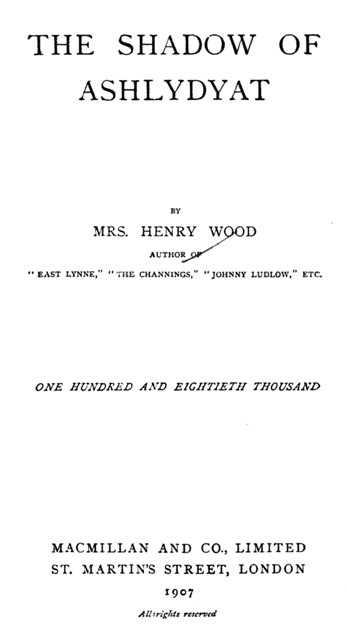 THE SHADOW OF
ASHLYDYAT
BY
MRS. HENRY WOOD
AUTHOR OF
"EAST LYNNE," "THE CHANNINGS," "JOHNNY LUDLOW," ETC.
ONE HUNDRED AND EIGHTIETH THOUSAND
MACMILLAN AND CO., LIMITED
ST. MARTIN'S STREET, LONDON
1907
All rights reserved